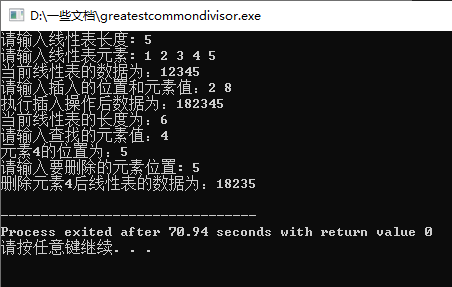 D:\一些文档\greatestcommondivisor.exe
请输入线性表长度: 5
请输入线性表元素: 1 2 3 4 5
当前线性表的数据为: 12345
请输入插入的位置和元素值: 2 8
执行插入操作后数据为: 182345
当前线性表的长度为: 6
请输入查找的元素值: 4
元素4的位置为: 5
请输入要删除的元素位置: 5
删除元素4后线性表的数据为: 18235
--------------------------------
Process exited after 70.94 seconds with return value 0
请按任意键继续. . .